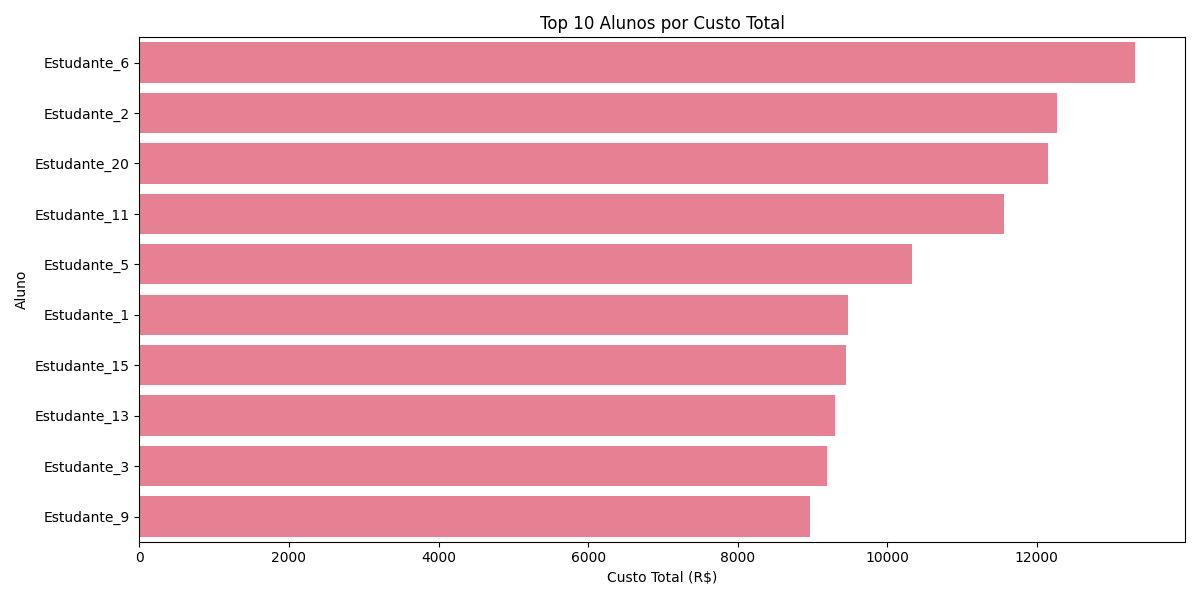 Top 10 Alunos por Custo Total
Aluno
Estudante_6
Estudante_2
Estudante_20
Estudante_11
Estudante_5
Estudante_1
Estudante_15
Estudante_13
Estudante_3
Estudante_9
0 2000 4000 6000 8000 10000 12000
Custo Total (R$)